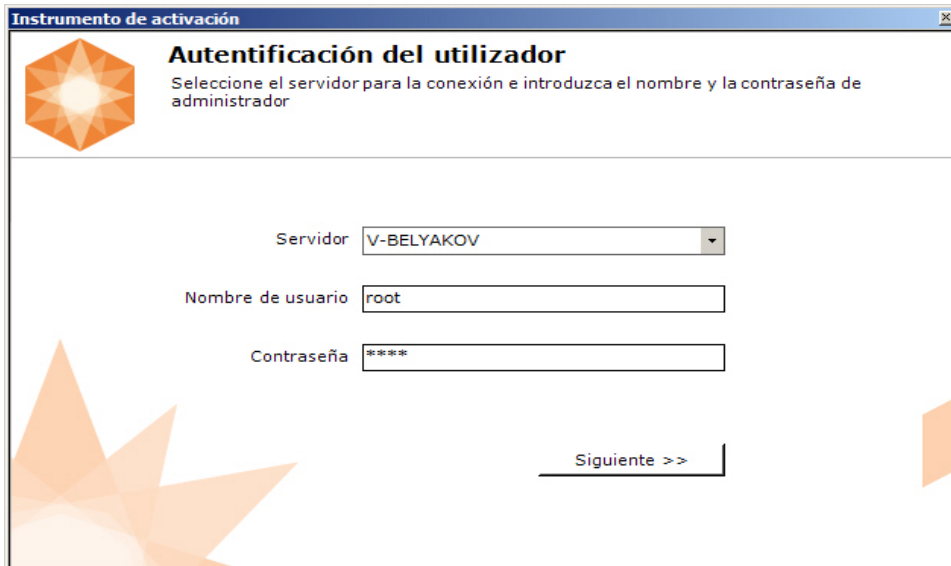 Instrumento de activación
Autentificación del utilizador
Seleccione el servidor para la conexión e introduzca el nombre y la contraseña de
administrador
Servidor V-BELYAKOV
Nombre de usuario root
Contraseña ****
Siguiente >>